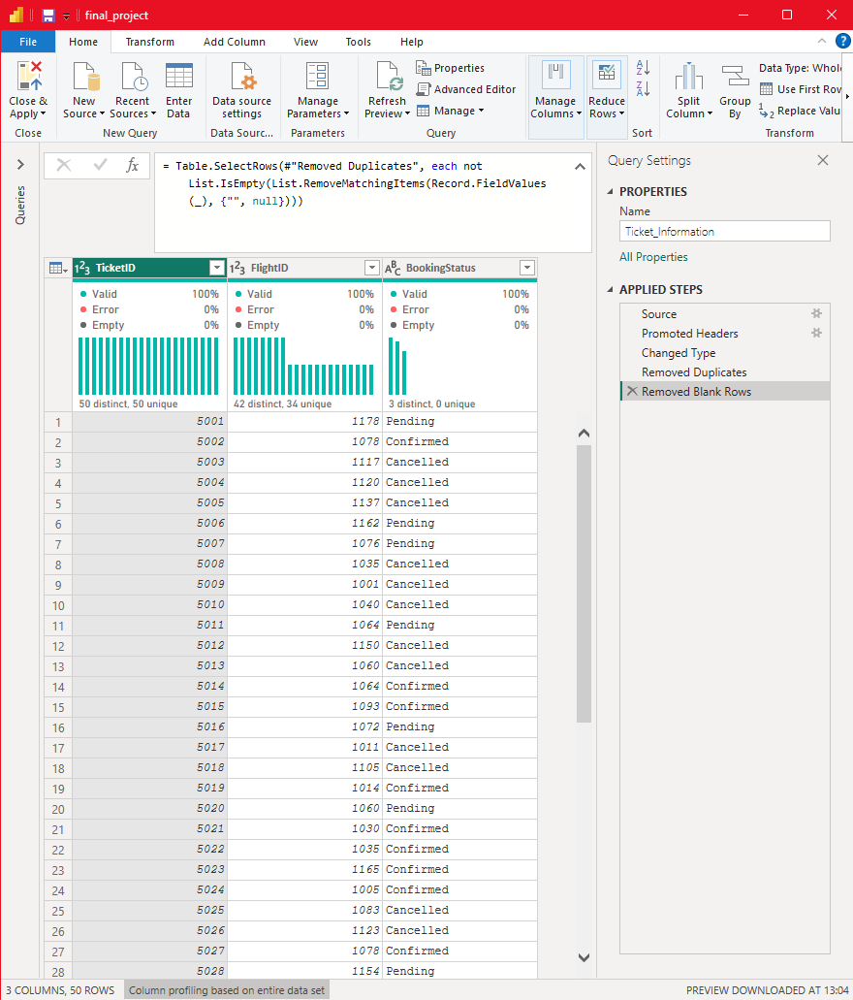 final_project
File Home Transform Add Column View Tools Help
Close & Apply
New Source
Recent Sources
Enter Data
Data source settings
Manage Parameters
Refresh Preview
Properties
Advanced Editor
Manage
Manage Columns
Reduce Rows
Split Column
Group By
Data Type: Whole
Use First Row
Replace Valu
Close New Query Data Sourc... Parameters Query Sort Transform
Queries
fx
= Table.SelectRows(#"Removed Duplicates", each not
List.IsEmpty(List.RemoveMatchingItems(Record.FieldValues
(_), {"", null})))
123 TicketID 123 FlightID ABC BookingStatus
Valid 100% Valid 100% Valid 100%
Error 0% Error 0% Error 0%
Empty 0% Empty 0% Empty 0%
50 distinct, 50 unique 42 distinct, 34 unique 3 distinct, 0 unique
1 5001 1178 Pending
2 5002 1078 Confirmed
3 5003 1117 Cancelled
4 5004 1120 Cancelled
5 5005 1137 Cancelled
6 5006 1162 Pending
7 5007 1076 Pending
8 5008 1035 Cancelled
9 5009 1001 Cancelled
10 5010 1040 Cancelled
11 5011 1064 Pending
12 5012 1150 Cancelled
13 5013 1060 Cancelled
14 5014 1064 Confirmed
15 5015 1093 Confirmed
16 5016 1072 Pending
17 5017 1011 Cancelled
18 5018 1105 Cancelled
19 5019 1014 Confirmed
20 5020 1060 Pending
21 5021 1030 Confirmed
22 5022 1035 Confirmed
23 5023 1165 Confirmed
24 5024 1005 Confirmed
25 5025 1083 Cancelled
26 5026 1123 Cancelled
27 5027 1078 Confirmed
28 5028 1154 Pending
Query Settings
PROPERTIES
Name
Ticket_Information
All Properties
APPLIED STEPS
Source
Promoted Headers
Changed Type
Removed Duplicates
Removed Blank Rows
3 COLUMNS, 50 ROWS Column profiling based on entire data set PREVIEW DOWNLOADED AT 13:04